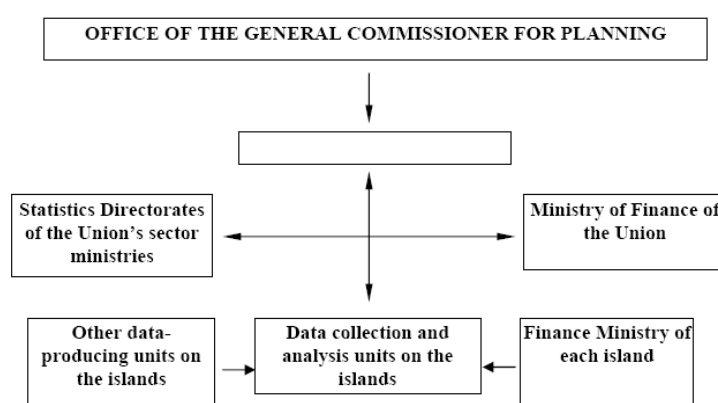 OFFICE OF THE GENERAL COMMISSIONER FOR PLANNING
Statistics Directorates
of the Union's sector
ministries
Ministry of Finance of
the Union
Other data-
producing units on
the islands
Data collection and
analysis units on the
islands
Finance Ministry of
each island